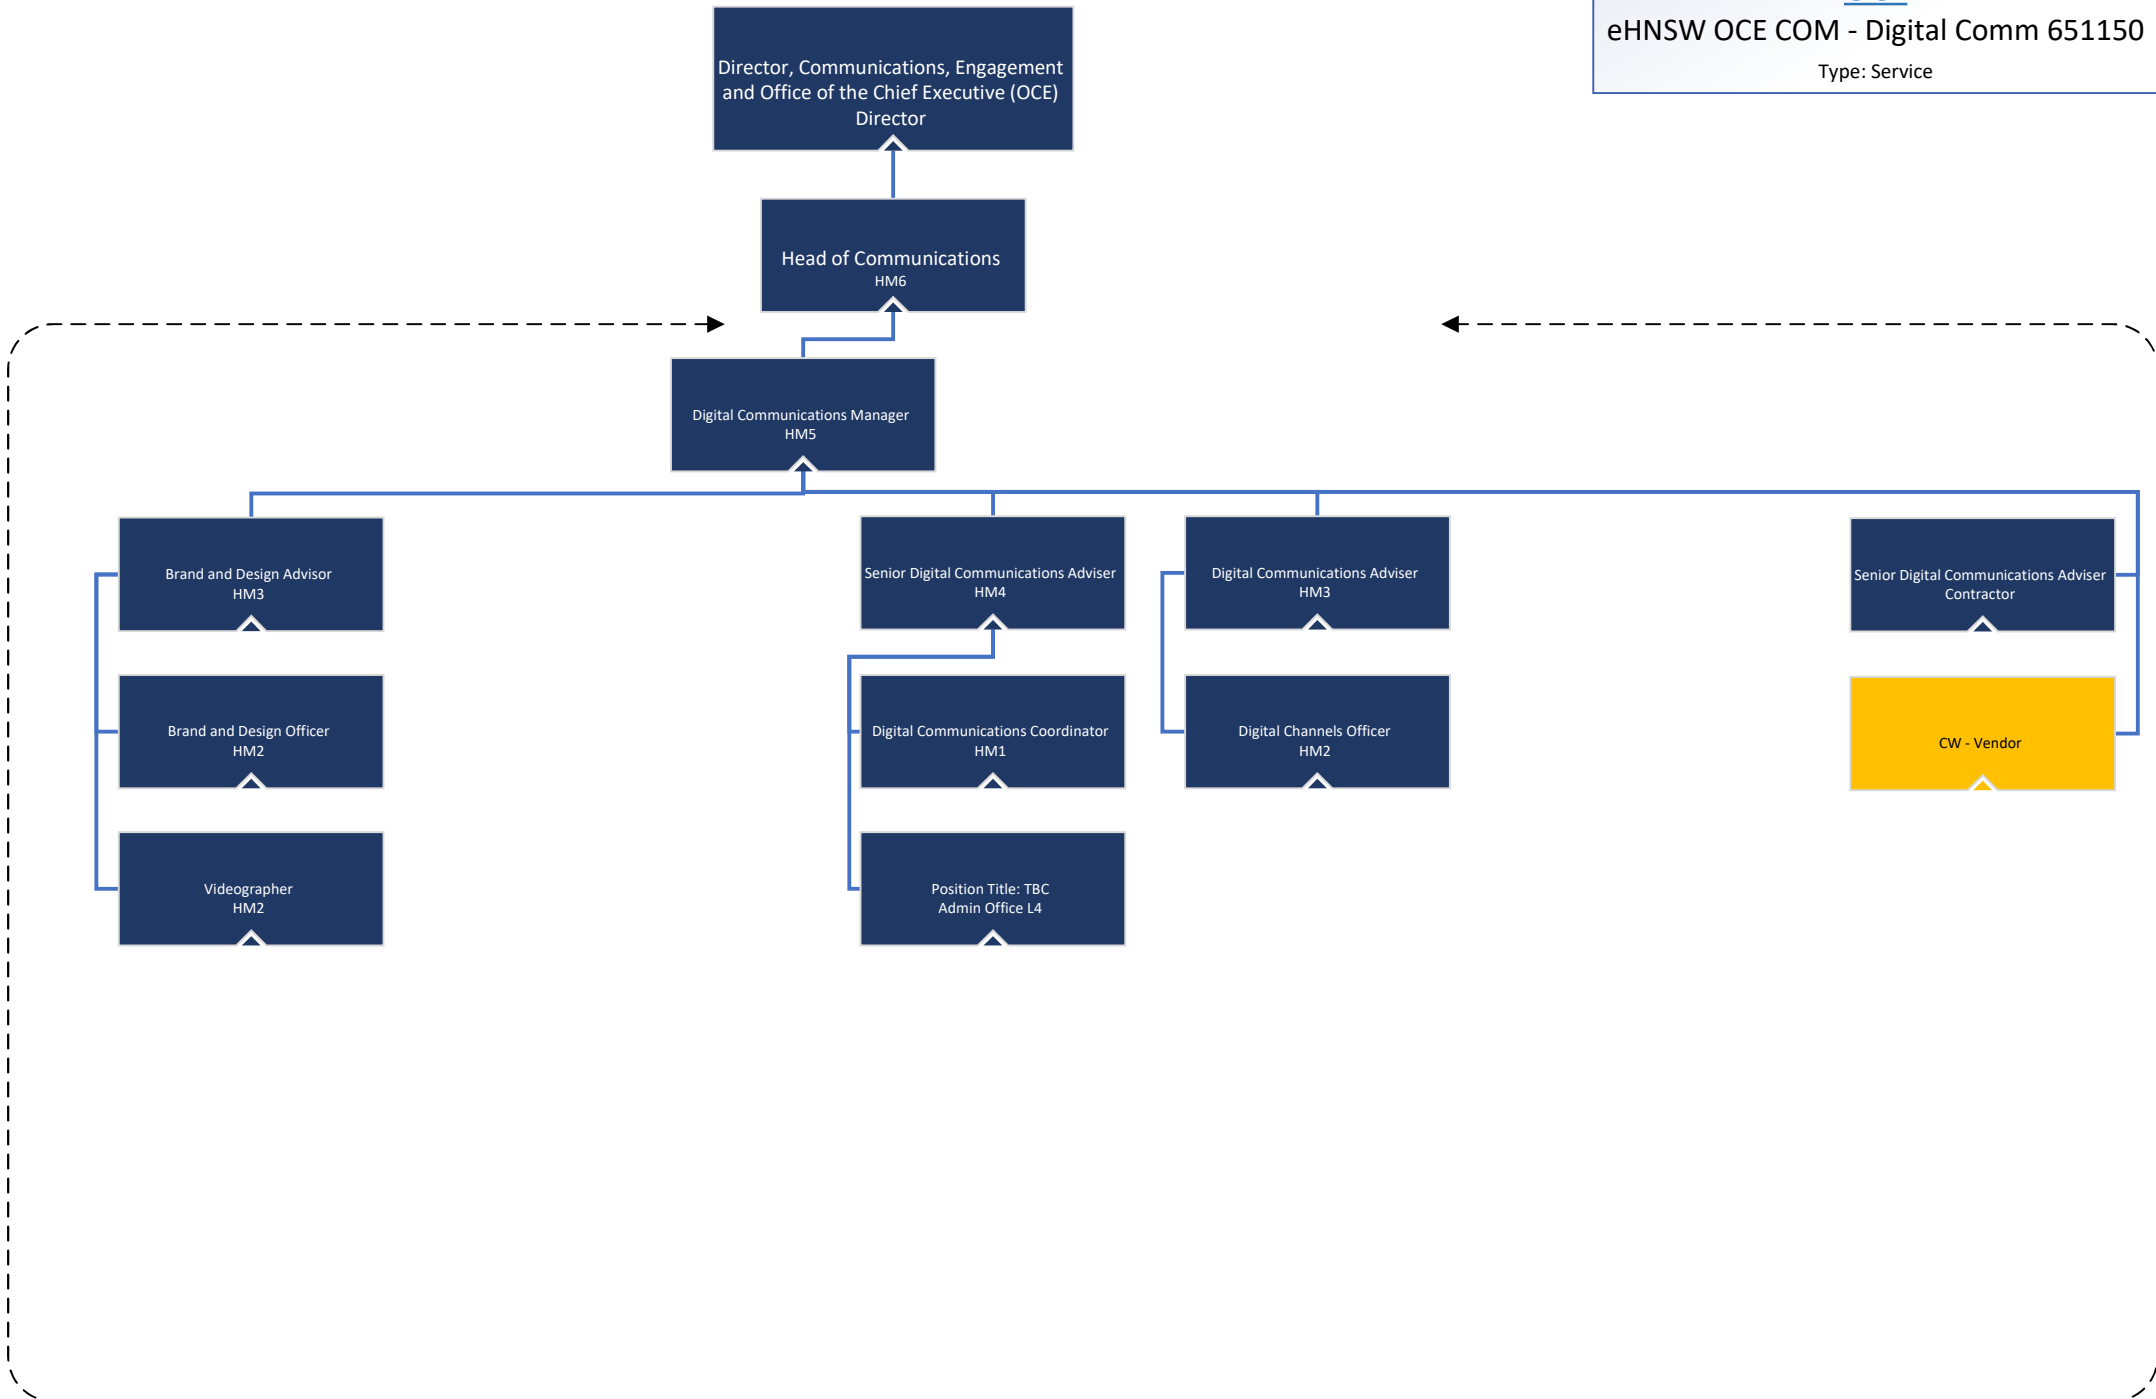 eHNSW OCE COM - Digital Comm 651150
Type: Service
Director, Communications, Engagement
and Office of the Chief Executive (OCE)
Director
Head of Communications
HM6
Digital Communications Manager
HM5
Brand and Design Advisor
HM3
Senior Digital Communications Adviser
HM4
Digital Communications Adviser
HM3
Senior Digital Communications Adviser
Contractor
Brand and Design Officer
HM2
Digital Communications Coordinator
HM1
Digital Channels Officer
HM2
CW - Vendor
Videographer
HM2
Position Title: TBC
Admin Office L4